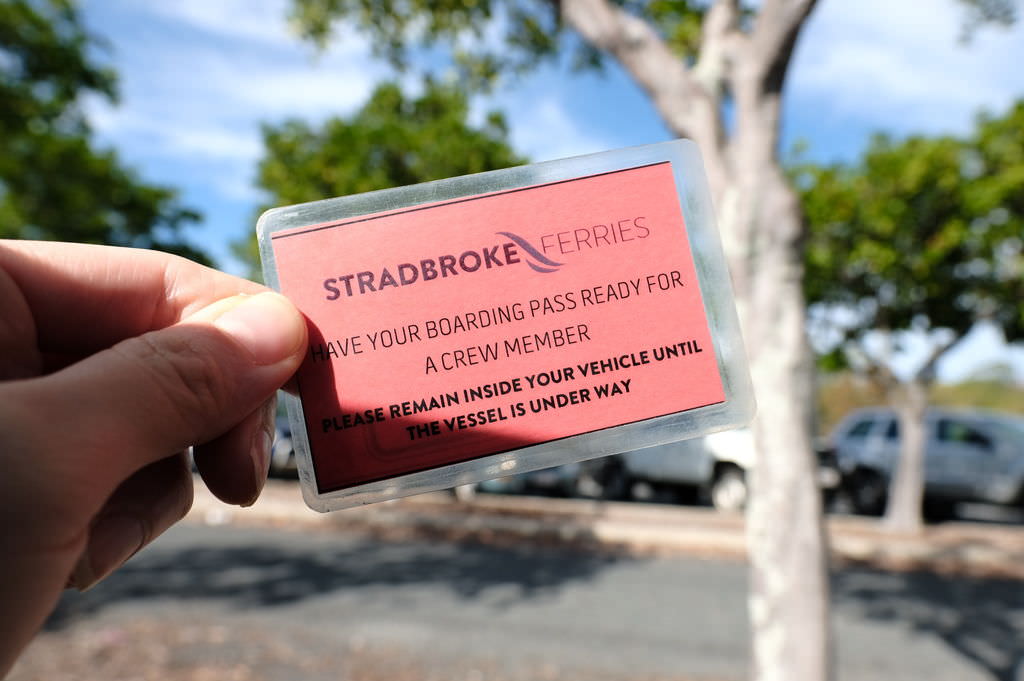 STRADBROKE FERRIES
HAVE YOUR BOARDING PASS READY FOR
A CREW MEMBER
PLEASE REMAIN INSIDE YOUR VEHICLE UNTIL
THE VESSEL IS UNDER WAY